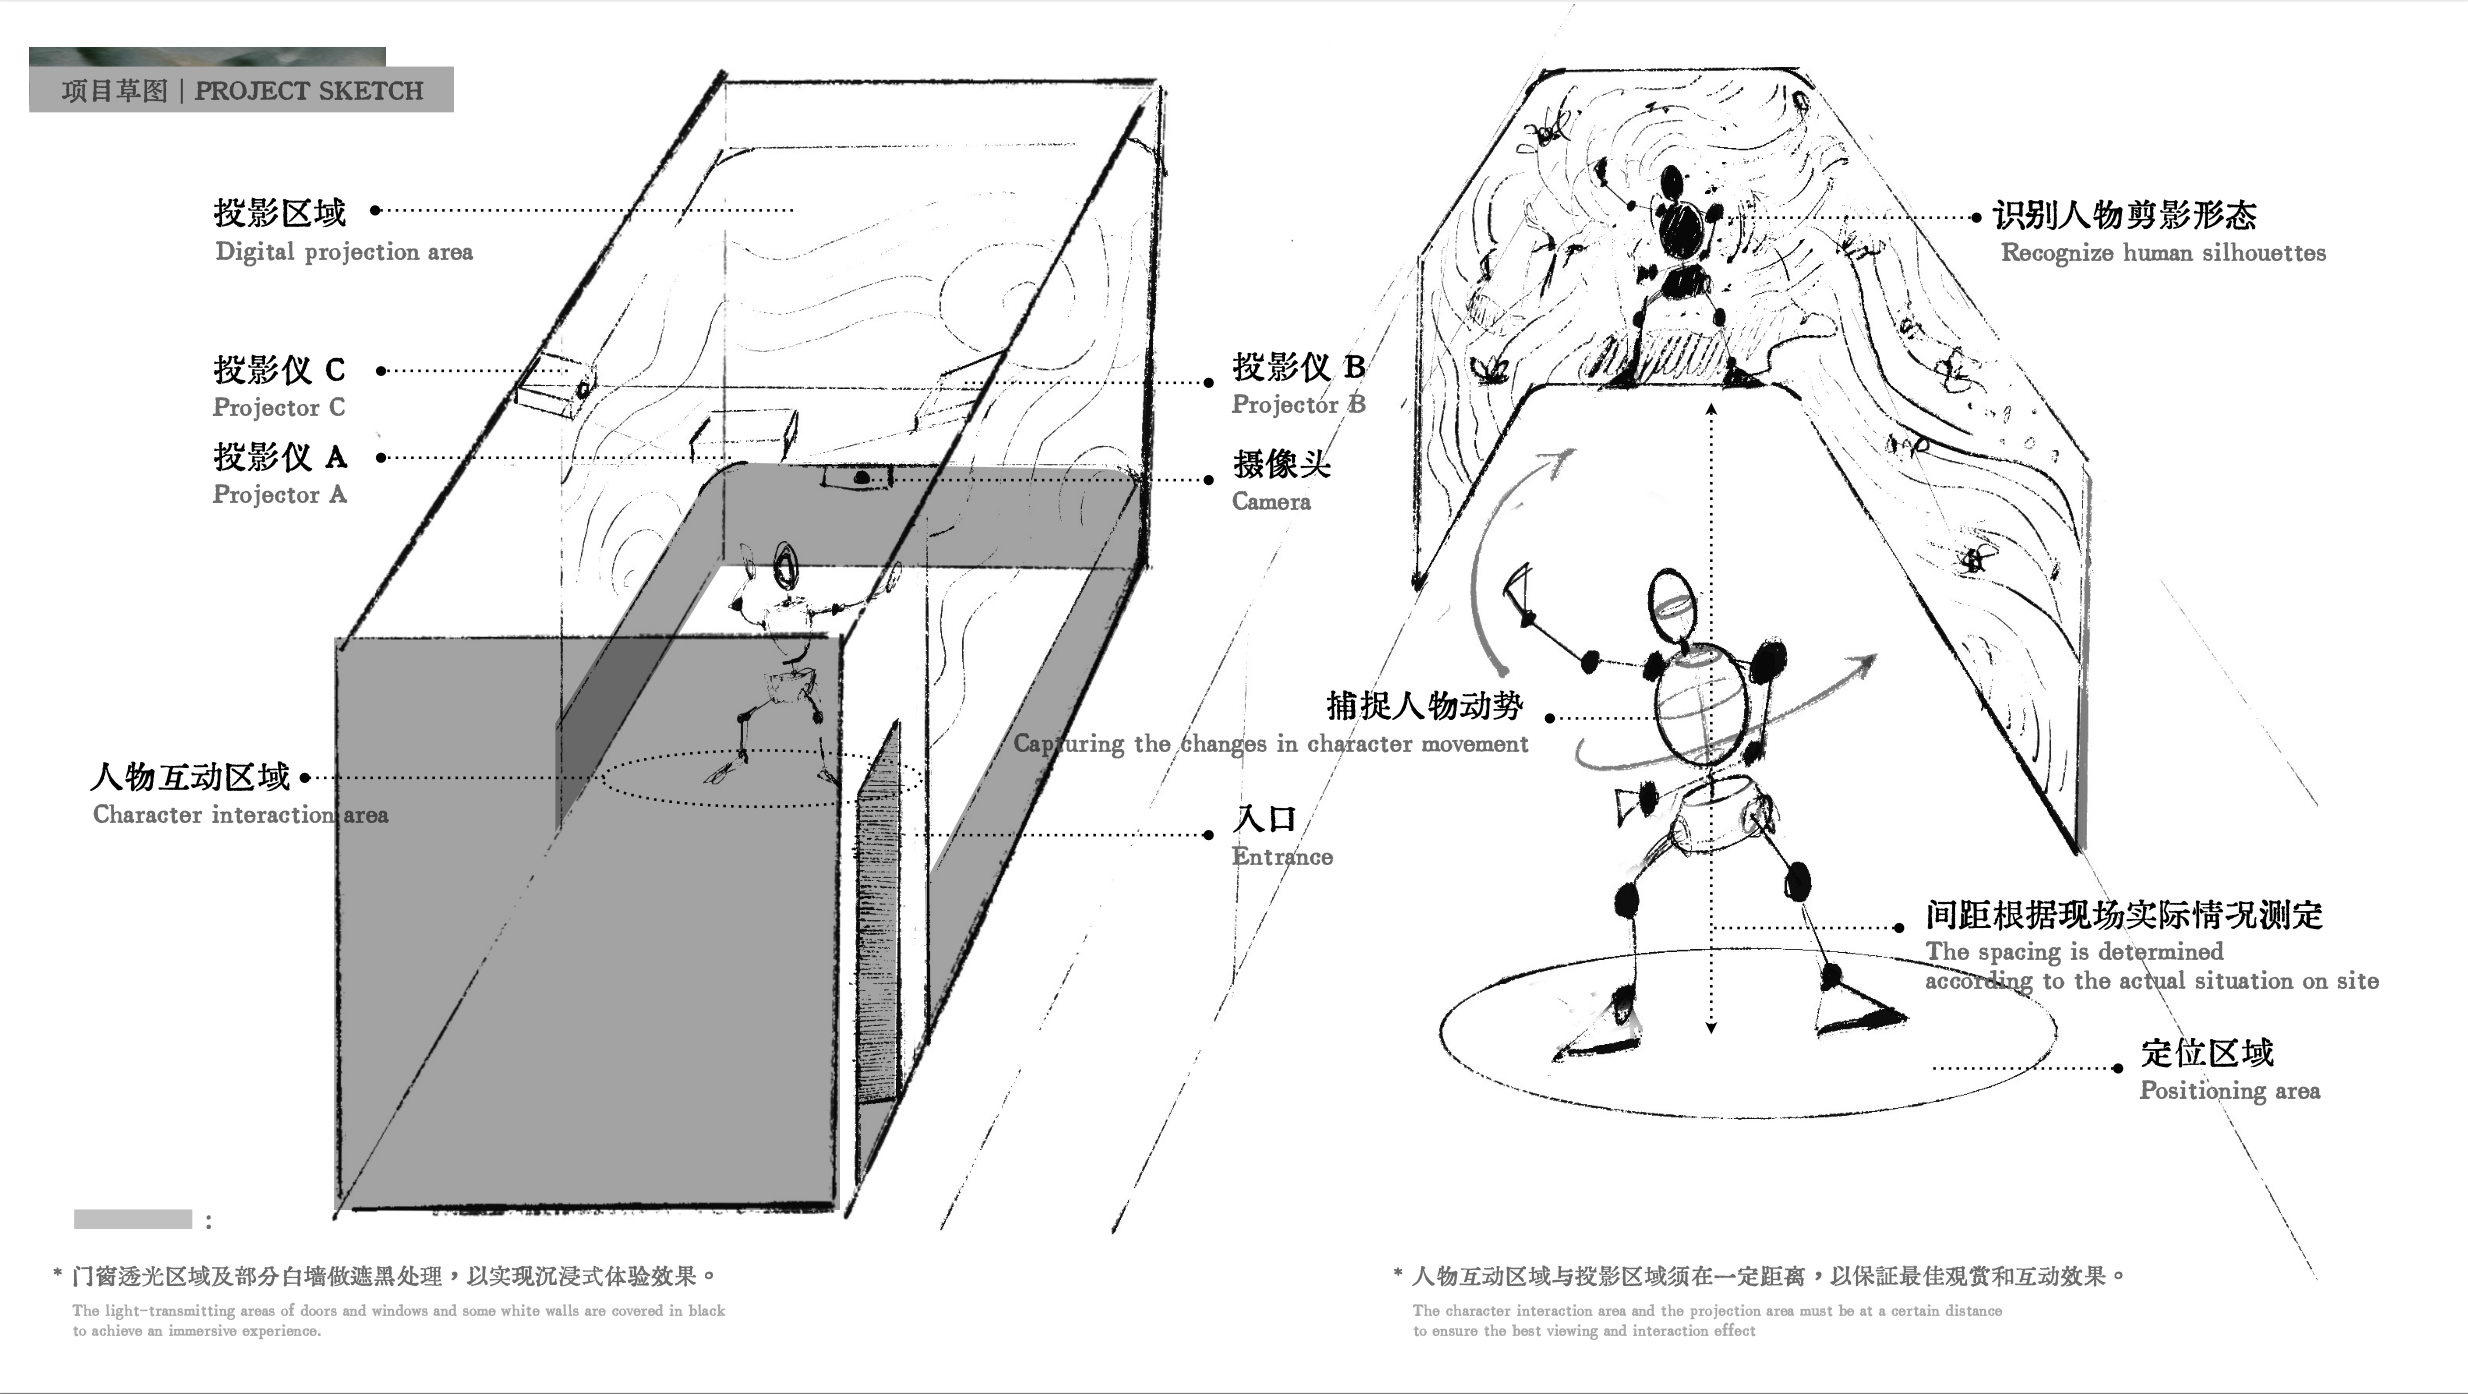 项目草图 | PROJECT SKETCH
投影区域
Digital projection area
投影仪 C
Projector C
投影仪 A
Projector A
人物互动区域
Character interaction area
投影仪 B
Projector B
摄像头
Camera
入口
Entrance
:
* 门窗透光区域及部分白墙做遮黑处理，以实现沉浸式体验效果。
The light-transmitting areas of doors and windows and some white walls are covered in black
to achieve an immersive experience.
识别人物剪影形态
Recognize human silhouettes
捕捉人物动势
Capturing the changes in character movement
间距根据现场实际情况测定
The spacing is determined
according to the actual situation on site
定位区域
Positioning area
* 人物互动区域与投影区域须在一定距离，以保証最佳观赏和互动效果。
The character interaction area and the projection area must be at a certain distance
to ensure the best viewing and interaction effect